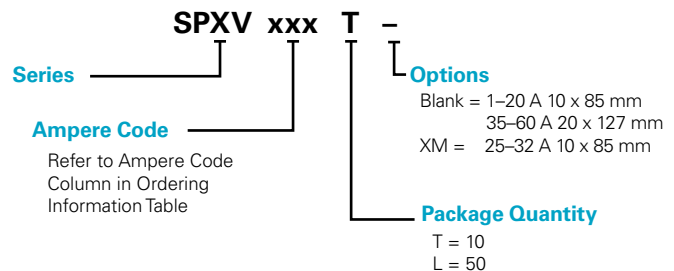 SPXV xxx T –
Series
Options
Blank = 1–20 A 10 x 85 mm
35–60 A 20 x 127 mm
XM = 25–32 A 10 x 85 mm
Ampere Code
Refer to Ampere Code
Column in Ordering
Information Table
Package Quantity
T = 10
L = 50